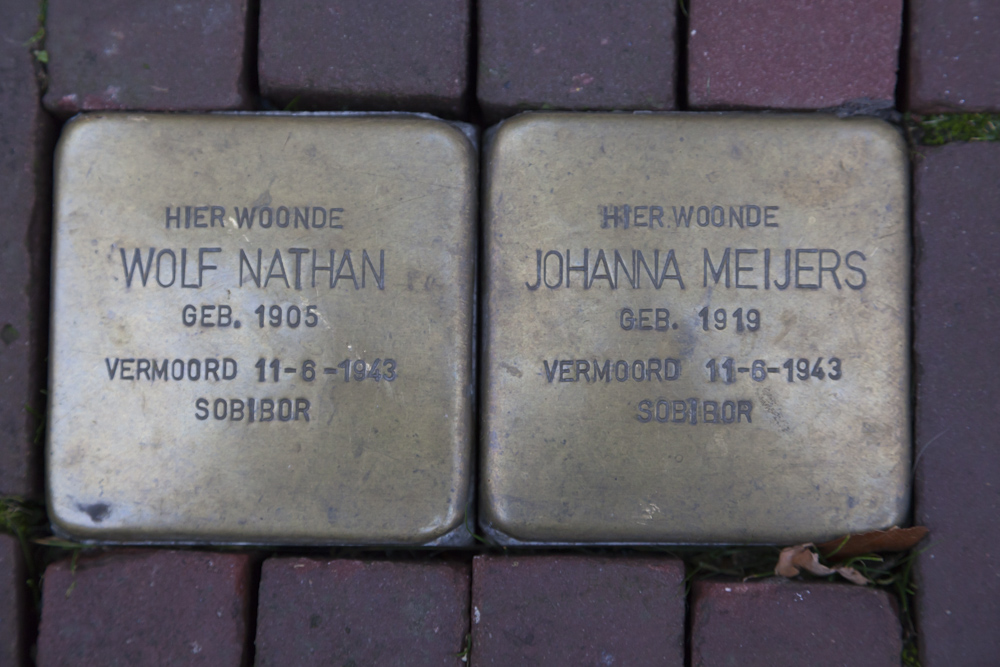 HIER WOONDE
WOLF NATHAN
GEB. 1905
VERMOORD 11-6-1943
SOBIBOR
HIER WOONDE
JOHANNA MEIJERS
GEB. 1919
VERMOORD 11-6-1943
SOBIBOR